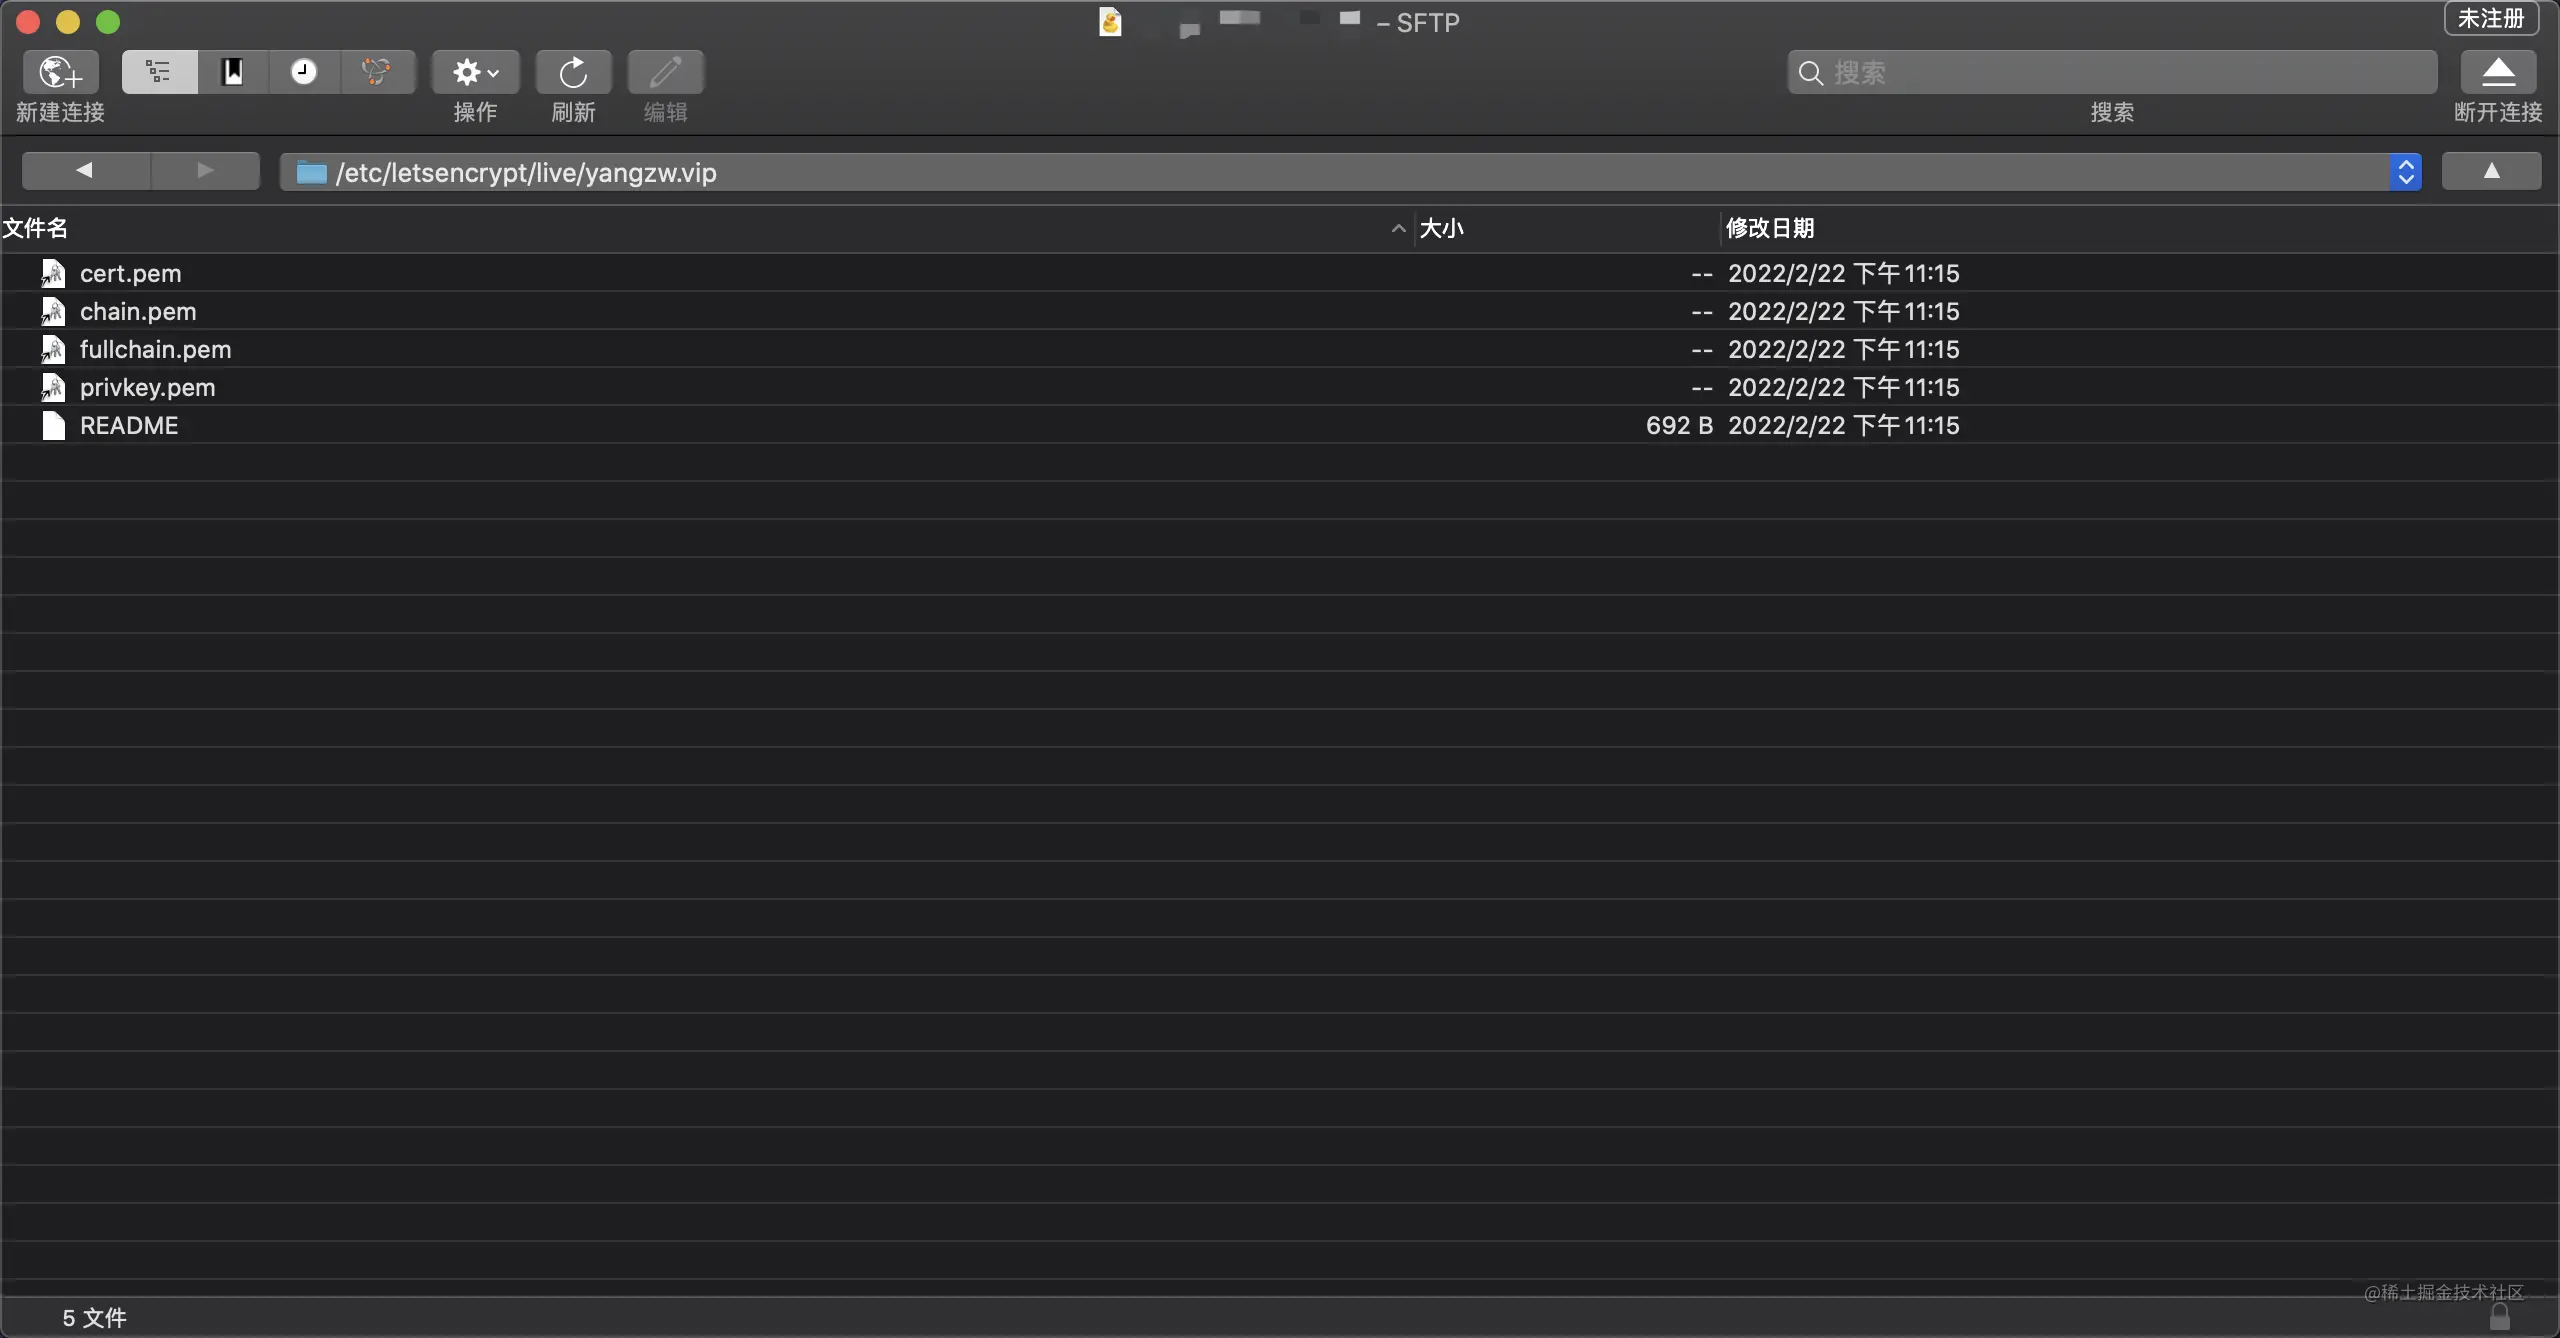 – SFTP
未注册
新建连接
操作
刷新
编辑
搜索
搜索
断开连接
/etc/letsencrypt/live/yangzw.vip
文件名 大小 修改日期
cert.pem -- 2022/2/22 下午11:15
chain.pem -- 2022/2/22 下午11:15
fullchain.pem -- 2022/2/22 下午11:15
privkey.pem -- 2022/2/22 下午11:15
README 692 B 2022/2/22 下午11:15
@稀土掘金技术社区
5 文件